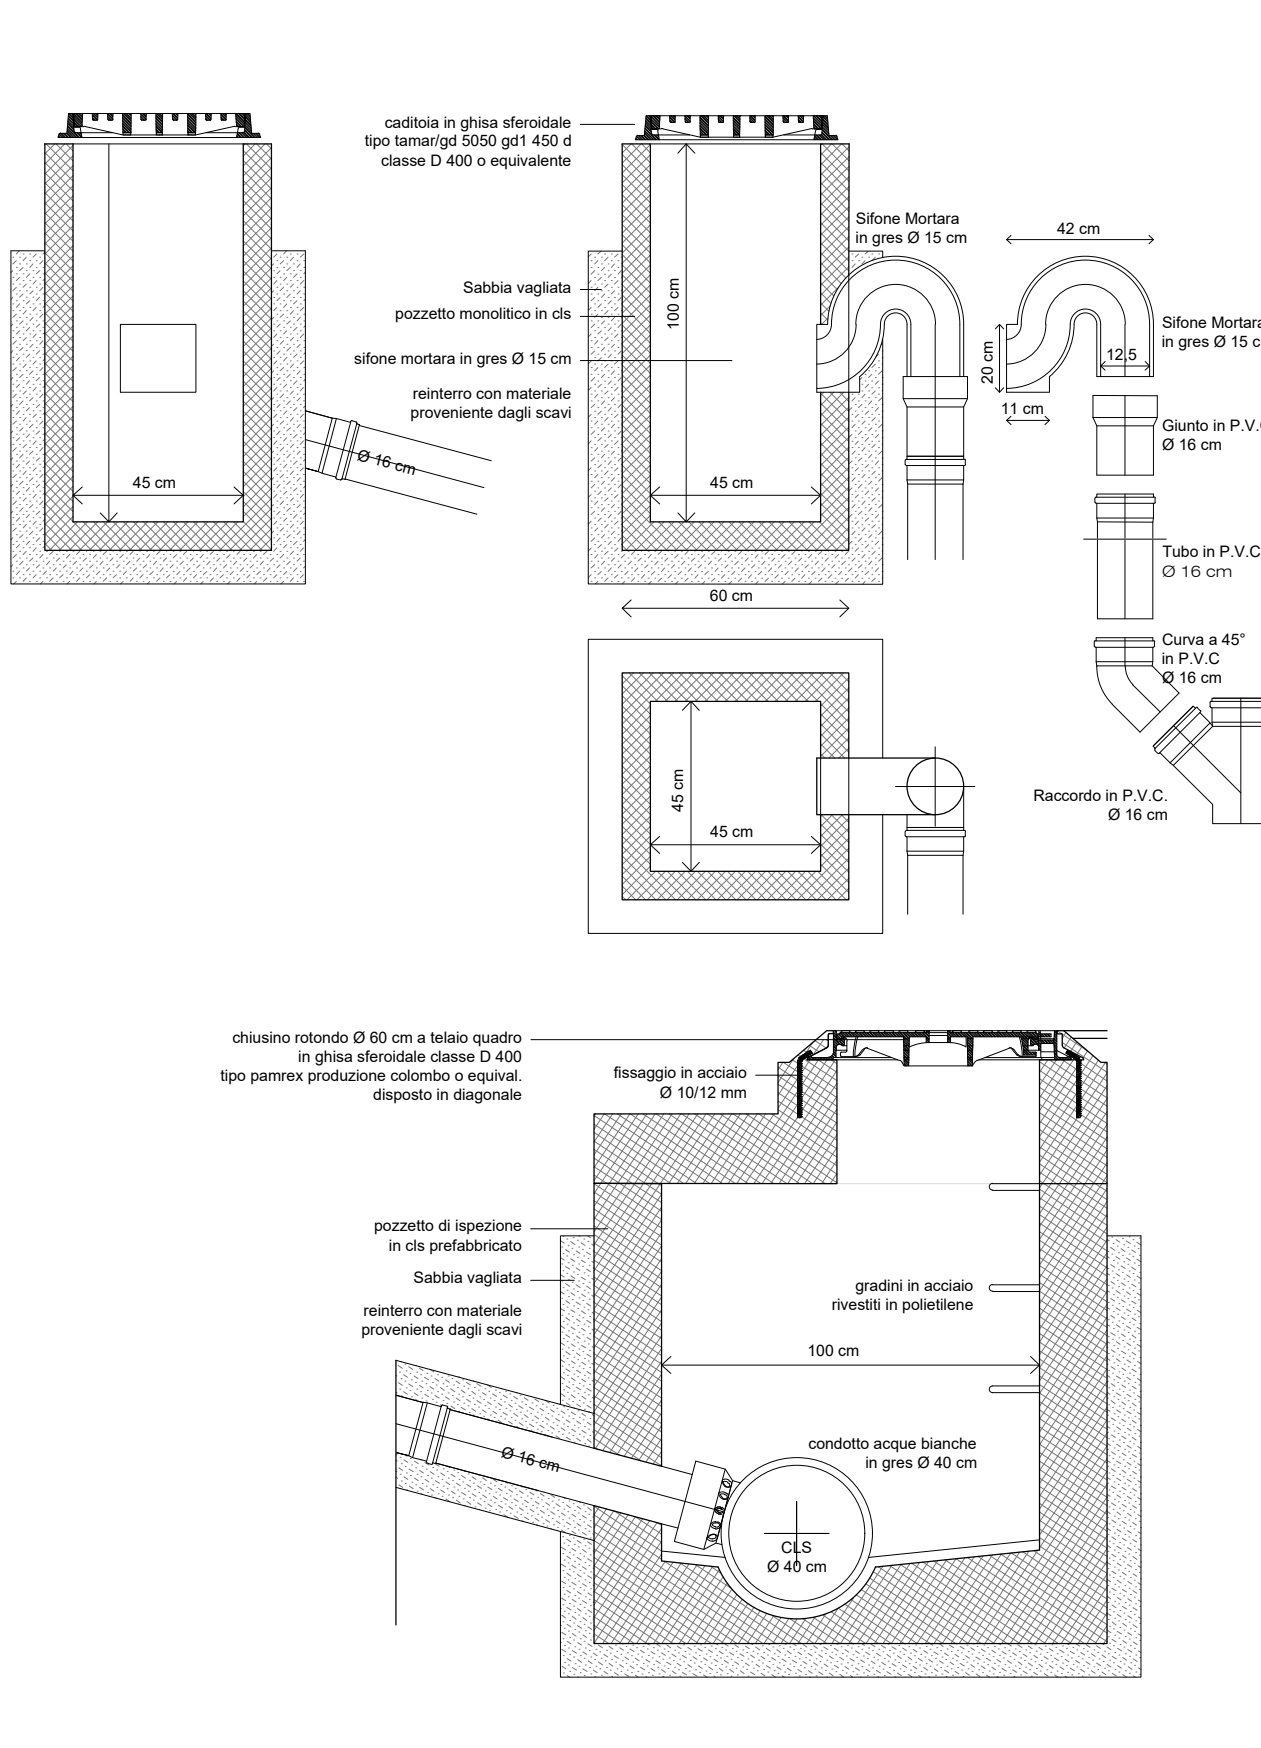 caditoia in ghisa sferoidale
tipo tamar/gd 5050 gd1 450 d
classe D 400 o equivalente
Sifone Mortara
in gres Ø 15 cm
42 cm
Sabbia vagliata
pozzetto monolitico in cls
100 cm
sifone mortara in gres Ø 15 cm
reinterro con materiale
proveniente dagli scavi
20 cm
12,5
11 cm
Sifone Mortara
in gres Ø 15 c
Giunto in P.V.
Ø 16 cm
Ø 16 cm
45 cm
45 cm
60 cm
Tubo in P.V.C
Ø 16 cm
Curva a 45°
in P.V.C
Ø 16 cm
45 cm
45 cm
Raccordo in P.V.C.
Ø 16 cm
chiusino rotondo Ø 60 cm a telaio quadro
in ghisa sferoidale classe D 400
tipo pamrex produzione colombo o equival.
disposto in diagonale
fissaggio in acciaio
Ø 10/12 mm
pozzetto di ispezione
in cls prefabbricato
Sabbia vagliata
reinterro con materiale
proveniente dagli scavi
gradini in acciaio
rivestiti in polietilene
100 cm
condotto acque bianche
in gres Ø 40 cm
Ø 16 cm
CLS
Ø 40 cm